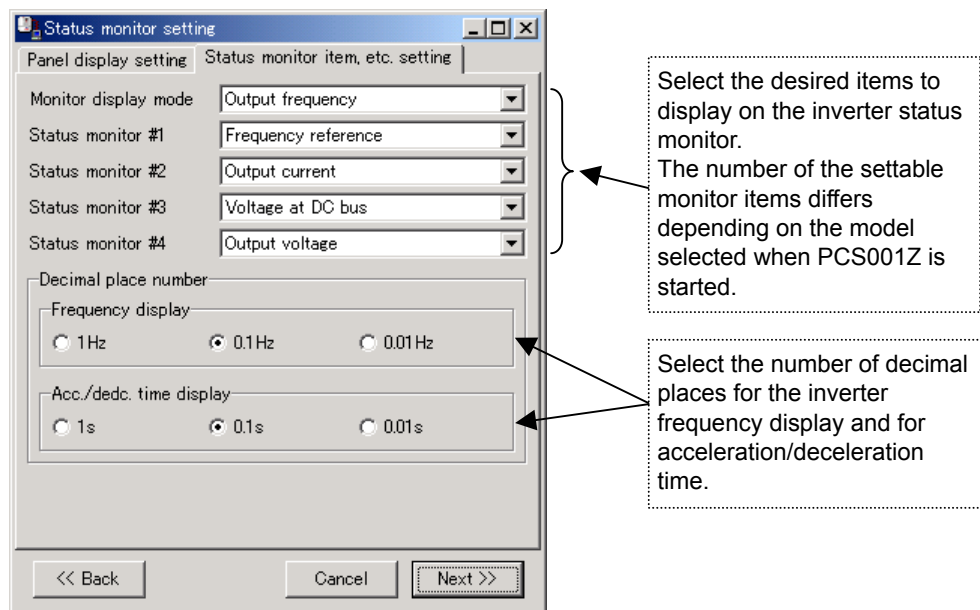 Status monitor setting
Panel display setting
Status monitor item, etc. setting
Monitor display mode
Output frequency
Status monitor #1
Frequency reference
Status monitor #2
Output current
Status monitor #3
Voltage at DC bus
Status monitor #4
Output voltage
Decimal place number
Frequency display
1Hz
0.1Hz
0.01Hz
Acc./dedc. time display
1s
0.1s
0.01s
<< Back
Cancel
Next >>
Select the desired items to
display on the inverter status
monitor.
The number of the settable
monitor items differs
depending on the model
selected when PCS001Z is
started.
Select the number of decimal
places for the inverter
frequency display and for
acceleration/deceleration
time.